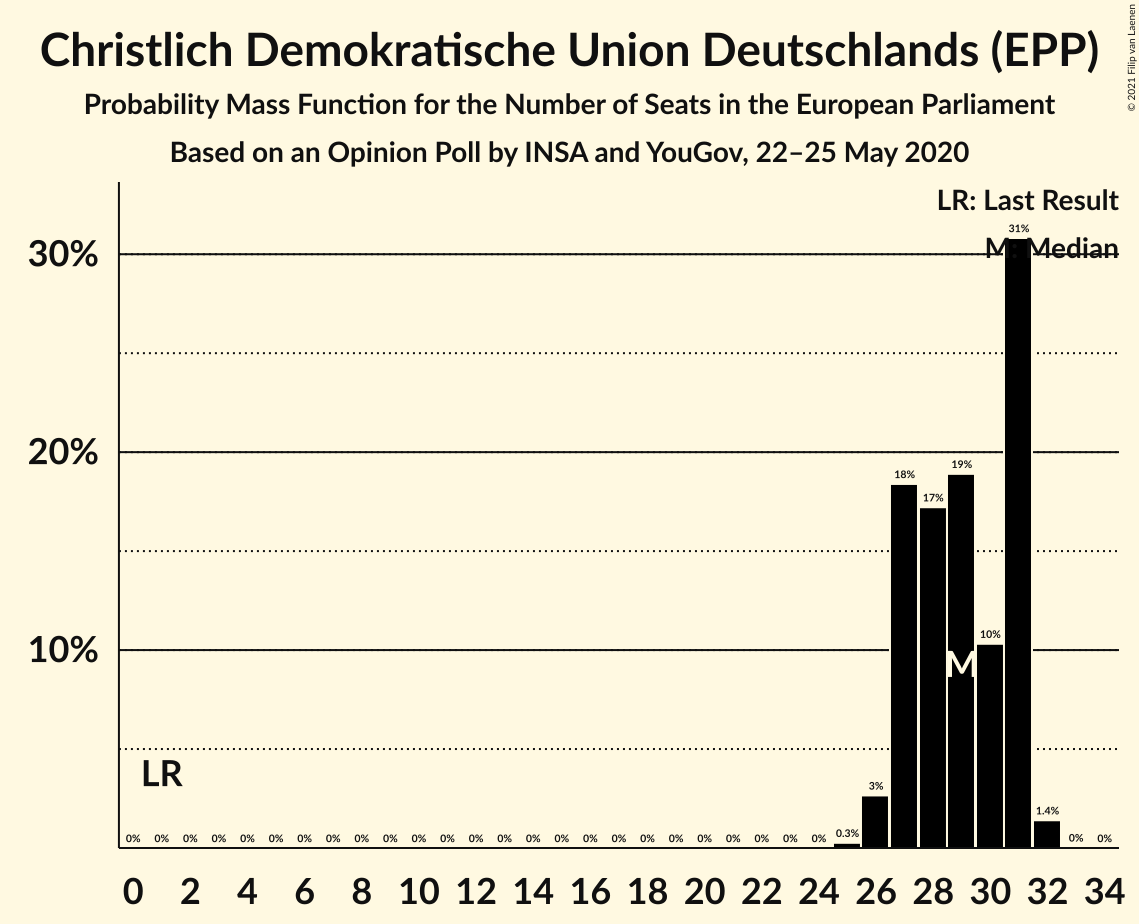 Christlich Demokratische Union Deutschlands (EPP)
Probability Mass Function for the Number of Seats in the European Parliament
Based on an Opinion Poll by INSA and YouGov, 22–25 May 2020
© 2021 Filip van Laenen
LR: Last Result
M: Median
30%
20%
10%
31%
18%
17%
19%
10%
M
LR
0% 0% 0% 0% 0% 0% 0% 0% 0% 0% 0% 0% 0% 0% 0% 0% 0% 0% 0% 0% 0% 0% 0% 0% 0% 0.3% 3% 1.4% 0% 0%
0 2 4 6 8 10 12 14 16 18 20 22 24 26 28 30 32 34